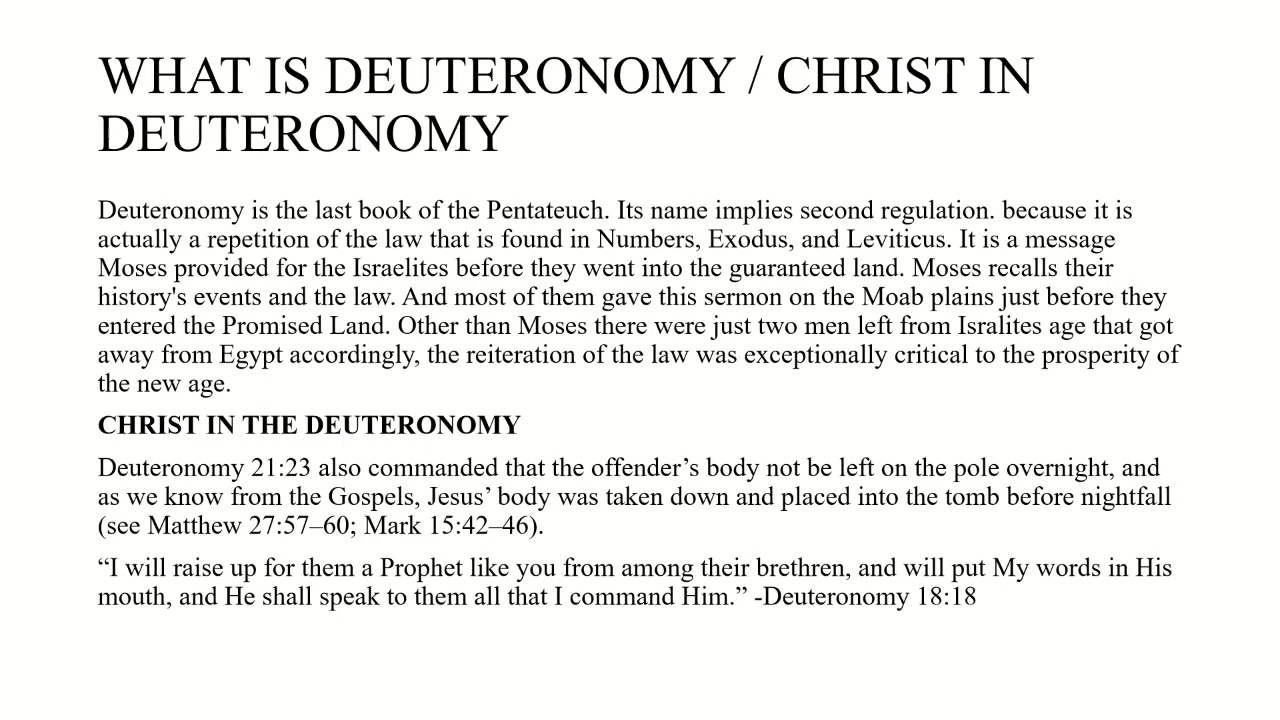 WHAT IS DEUTERONOMY / CHRIST IN
DEUTERONOMY
Deuteronomy is the last book of the Pentateuch. Its name implies second regulation. because it is
actually a repetition of the law that is found in Numbers, Exodus, and Leviticus. It is a message
Moses provided for the Israelites before they went into the guaranteed land. Moses recalls their
history's events and the law. And most of them gave this sermon on the Moab plains just before they
entered the Promised Land. Other than Moses there were just two men left from Isralites age that got
away from Egypt accordingly, the reiteration of the law was exceptionally critical to the prosperity of
the new age.
CHRIST IN THE DEUTERONOMY
Deuteronomy 21:23 also commanded that the offender’s body not be left on the pole overnight, and
as we know from the Gospels, Jesus’ body was taken down and placed into the tomb before nightfall
(see Matthew 27:57–60; Mark 15:42–46).
“I will raise up for them a Prophet like you from among their brethren, and will put My words in His
mouth, and He shall speak to them all that I command Him.” -Deuteronomy 18:18